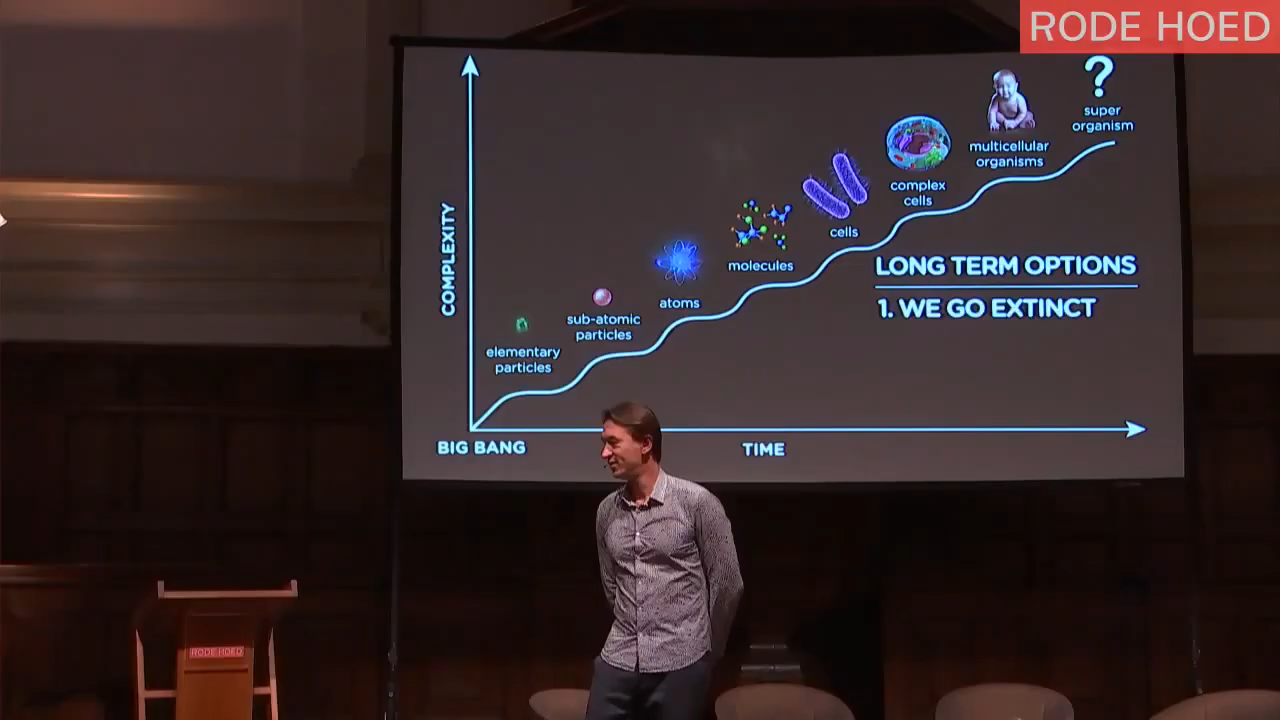 RODE HOED
?
super
organism
multicellular
organisms
complex
cells
cells
molecules
atoms
sub-atomic
particles
elementary
particles
COMPLEXITY
LONG TERM OPTIONS
1. WE GO EXTINCT
BIG BANG
TIME
RODE HOED